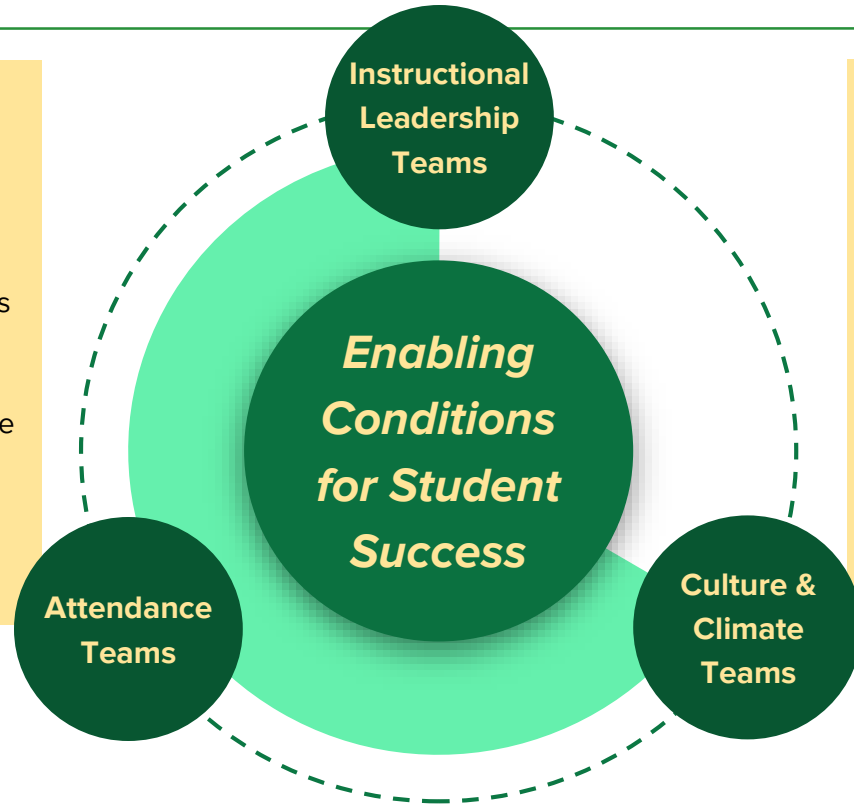 Instructional
Leadership
Teams
s
e
Enabling
Conditions
for Student
Success
Attendance
Teams
Culture &
Climate
Teams